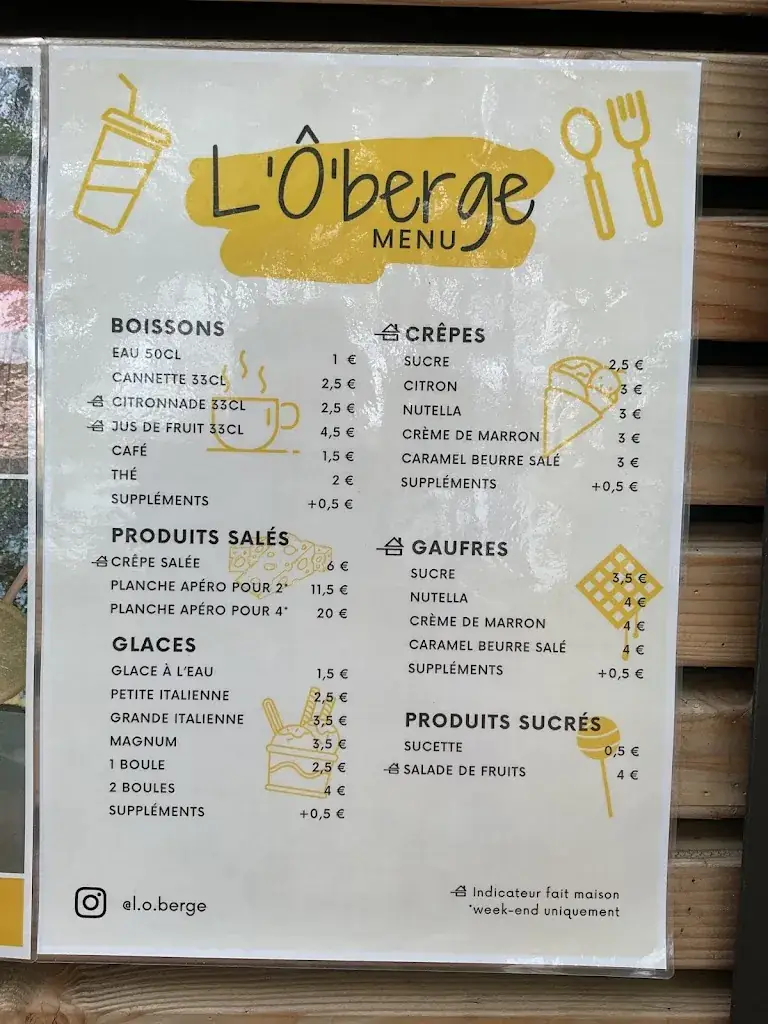 L'Ô'berge
MENU
BOISSONS
EAU 50CL 1 €
CANNETTE 33CL 2,5 €
CITRONNADE 33CL 2,5 €
JUS DE FRUIT 33CL 4,5 €
CAFÉ 1,5 €
THÉ 2 €
SUPPLÉMENTS +0,5 €
PRODUITS SALÉS
CRÊPE SALÉE 6 €
PLANCHE APÉRO POUR 2* 11,5 €
PLANCHE APÉRO POUR 4* 20 €
GLACES
GLACE À L'EAU 1,5 €
PETITE ITALIENNE 2,5 €
GRANDE ITALIENNE 3,5 €
MAGNUM 3,5 €
1 BOULE 2,5 €
2 BOULES 4 €
SUPPLÉMENTS +0,5 €
CRÊPES
SUCRE 2,5 €
CITRON 3 €
NUTELLA 3 €
CRÈME DE MARRON 3 €
CARAMEL BEURRE SALÉ 3 €
SUPPLÉMENTS +0,5 €
GAUFRES
SUCRE 3,5 €
NUTELLA 4 €
CRÈME DE MARRON 4 €
CARAMEL BEURRE SALÉ 4 €
SUPPLÉMENTS +0,5 €
PRODUITS SUCRÉS
SUCETTE 0,5 €
SALADE DE FRUITS 4 €
@l.o.berge
Indicateur fait maison
*week-end uniquement